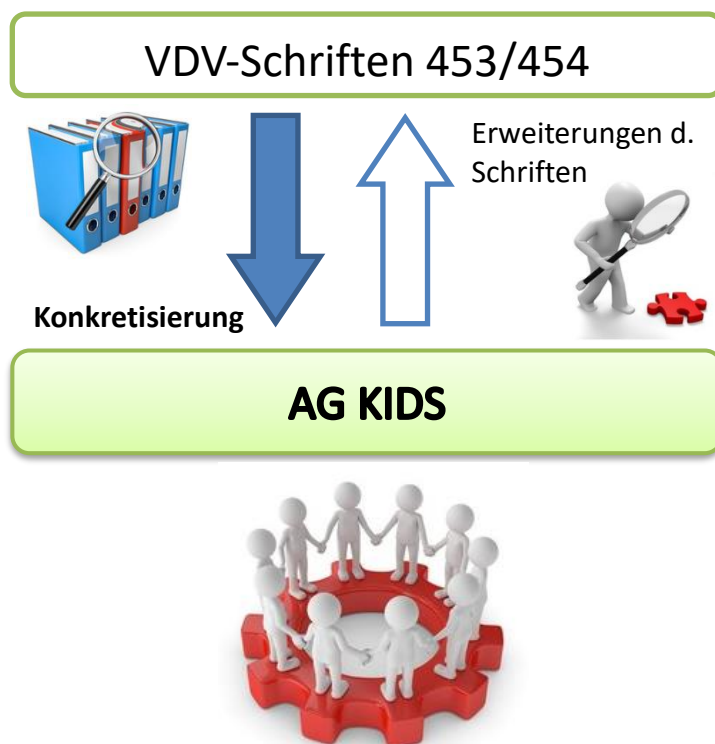 VDV-Schriften 453/454
Erweiterungen d.
Schriften
Konkretisierung
AG KIDS